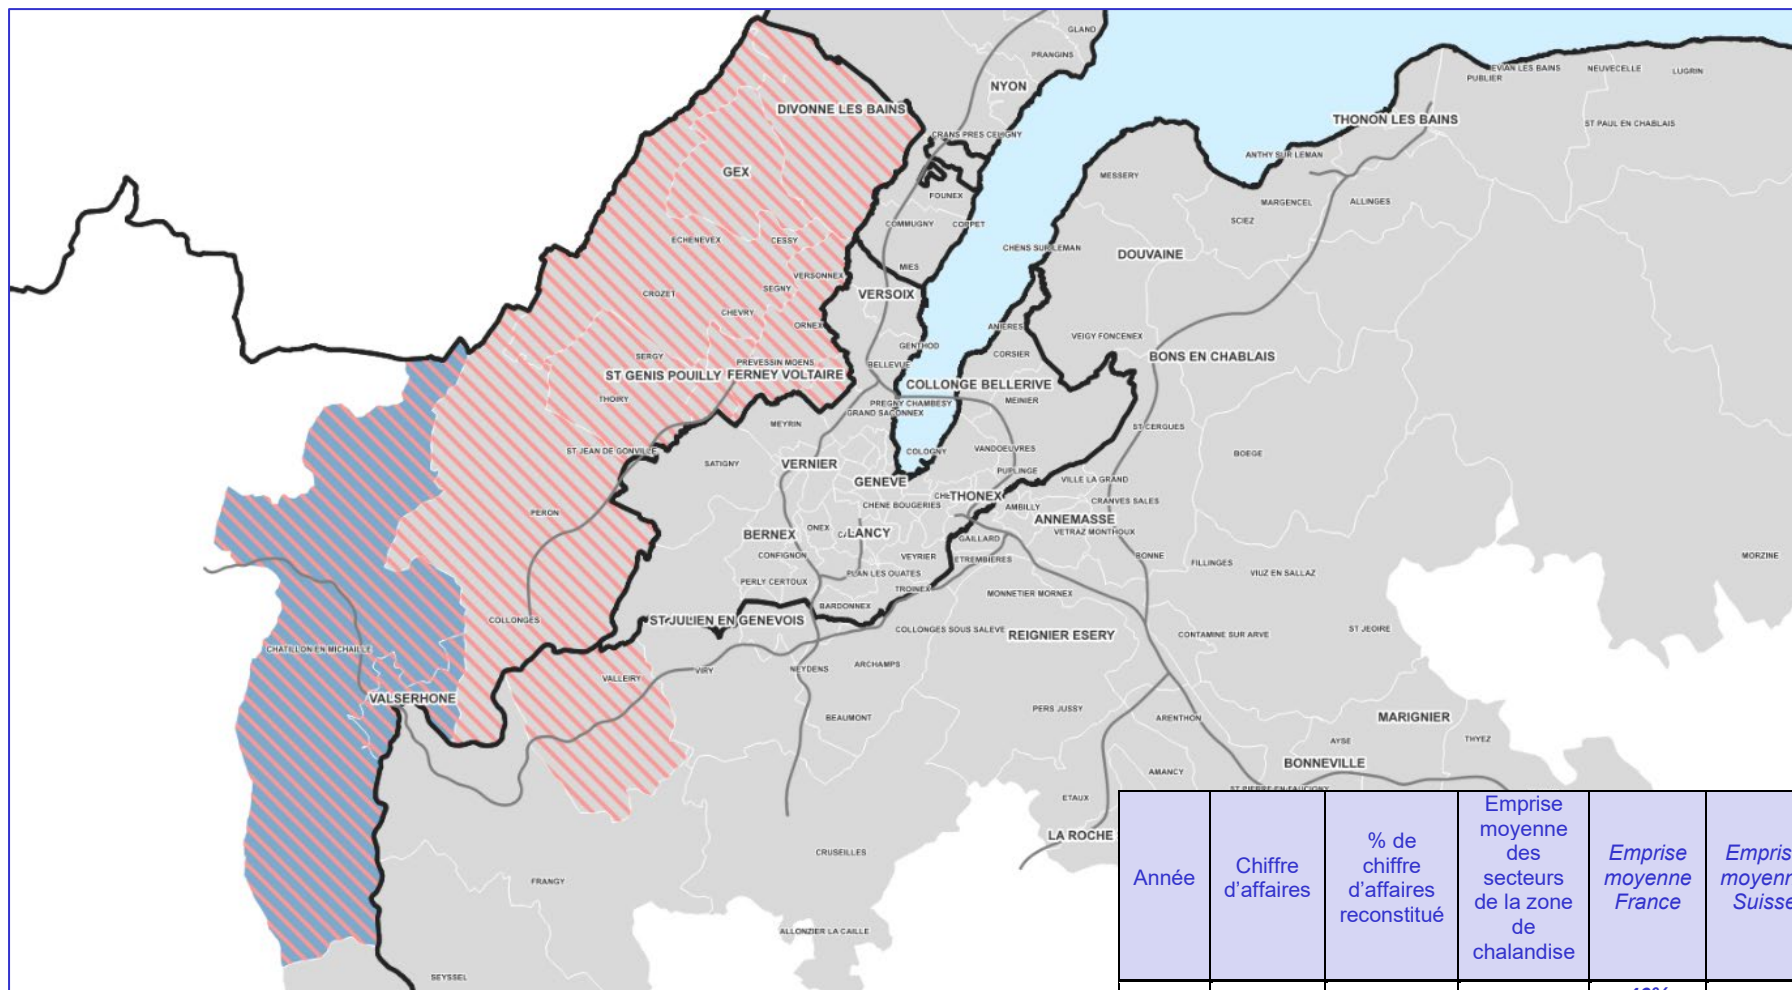 GLAND
PRANGINS
NYON
EVIAN LES BAINS
NEUVECELLE
LUGRIN
PUBLIER
DIVONNE LES BAINS
THONON LES BAINS
ST PAUL EN CHABLAIS
CRANS PRES CELIGNY
ANTHY SUR LEMAN
GEX
MESSERY
FOUNEX
MARGENCEL
ALLINGES
SCIEZ
COMMUGNY
COPPET
ECHENEVEX
CESSY
CHENS SUR LEMAN
DOUVAINE
MIES
VERSONNEX
SEGNY
CROZET
VERSOIX
CHEVRY
ORNEX
ANIERES
VEIGY FONCENEX
GENTHOD
SERGY
PREVESSIN MOENS
BELLEVUE
CORSIER
BONS EN CHABLAIS
ST GENIS POUILLY
FERNEY VOLTAIRE
COLLONGE BELLERIVE
THOIRY
PREGNY CHAMBESY
MEINIER
GRAND SACONNEX
MEYRIN
ST CERGUES
ST JEAN DE GONVILLE
COLOGNY
VANDOEUVRES
BOEGE
SATIGNY
VERNIER
PUPLINGE
VILLE LA GRAND
GENEVE
CHE
THONEX
CRANVES SALES
CHENE BOUGERIES
AMBILLY
PERON
ANNEMASSE
ONEX
LANCY
BERNEX
VETRAZ MONTHOUX
GAILLARD
CONFIGNON
VEYRIER
ETREMBIERES
BONNE
MORZINE
FILLINGES
VIUZ EN SALLAZ
PLAN LES OUATES
PERLY CERTOUX
TROINEX
MONNETIER MORNEX
BARDONNEX
COLLONGES
ST JULIEN EN GENEVOIS
COLLONGES SOUS SALEVE
REIGNIER ESERY
CONTAMINE SUR ARVE
ST JEOIRE
CHATILLON EN MICHAILLE
ARCHAMPS
NEYDENS
VIRY
VALLEIRY
VALSERHONE
PERS JUSSY
BEAUMONT
ARENTHON
MARIGNIER
THYEZ
AYSE
BONNEVILLE
AMANCY
ST PIERRE EN FAUCIGNY
ETAUX
LA ROCHE
CRUSEILLES
FRANGY
ALLONZIER LA CAILLE
SEYSSEL
Année
Chiffre
d'affaires
% de
chiffre
d'affaires
reconstitué
Emprise
moyenne
des
secteurs
de la zone
de
chalandise
Emprise
moyenne
France
Empris
moyenn
Suisse